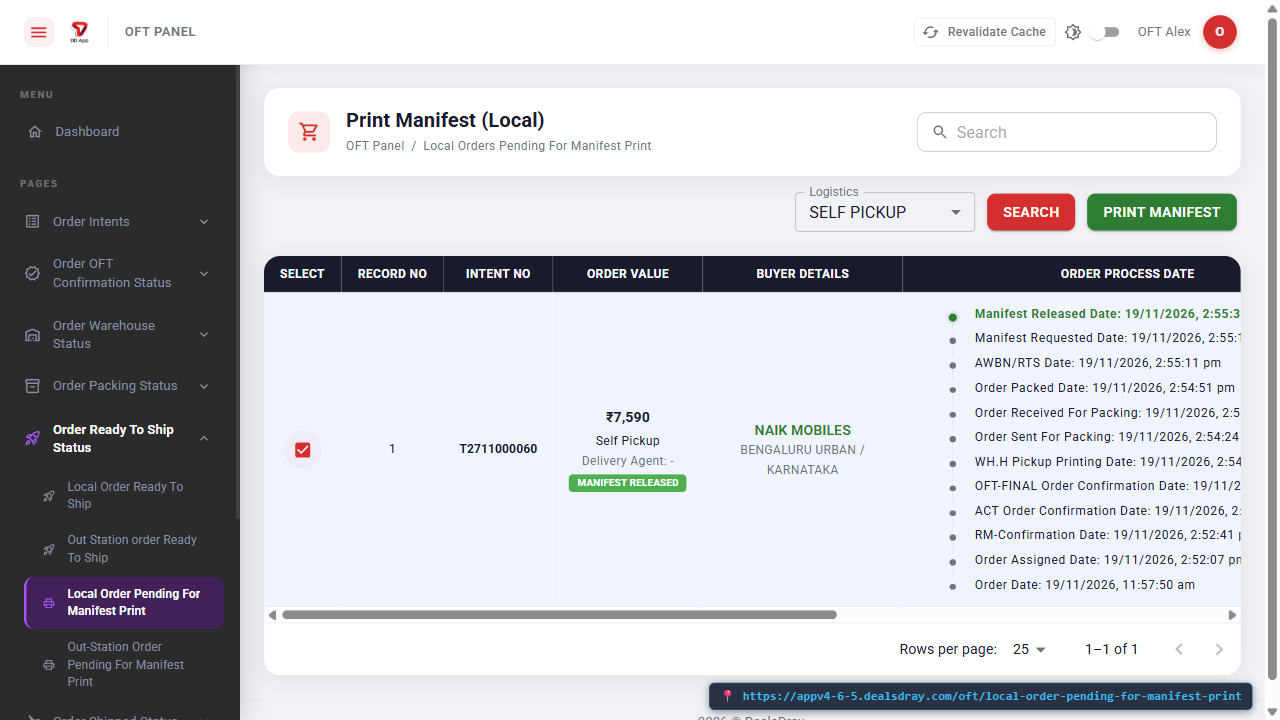 DD App
OFT PANEL
Revalidate Cache
OFT Alex
O
MENU
Dashboard
PAGES
Order Intents
Order OFT
Confirmation Status
Order Warehouse
Status
Order Packing Status
Order Ready To Ship
Status
Local Order Ready To
Ship
Out Station order Ready
To Ship
Local Order Pending For
Manifest Print
Out-Station Order
Pending For Manifest
Print
Order Shipped Status
Print Manifest (Local)
OFT Panel / Local Orders Pending For Manifest Print
Search
Logistics
SELF PICKUP
SEARCH
PRINT MANIFEST
SELECT RECORD NO INTENT NO ORDER VALUE BUYER DETAILS ORDER PROCESS DATE
1
T2711000060
₹7,590
Self Pickup
Delivery Agent: -
MANIFEST RELEASED
NAIK MOBILES
BENGALURU URBAN /
KARNATAKA
Manifest Released Date: 19/11/2026, 2:55:3
Manifest Requested Date: 19/11/2026, 2:55:1
AWBN/RTS Date: 19/11/2026, 2:55:11 pm
Order Packed Date: 19/11/2026, 2:54:51 pm
Order Received For Packing: 19/11/2026, 2:5
Order Sent For Packing: 19/11/2026, 2:54:24
WH.H Pickup Printing Date: 19/11/2026, 2:54
OFT-FINAL Order Confirmation Date: 19/11/2
ACT Order Confirmation Date: 19/11/2026, 2:
RM-Confirmation Date: 19/11/2026, 2:52:41 p
Order Assigned Date: 19/11/2026, 2:52:07 pm
Order Date: 19/11/2026, 11:57:50 am
Rows per page: 25 1–1 of 1
https://appv4-6-5.dealsdray.com/oft/local-order-pending-for-manifest-print
2026 © DealsDray